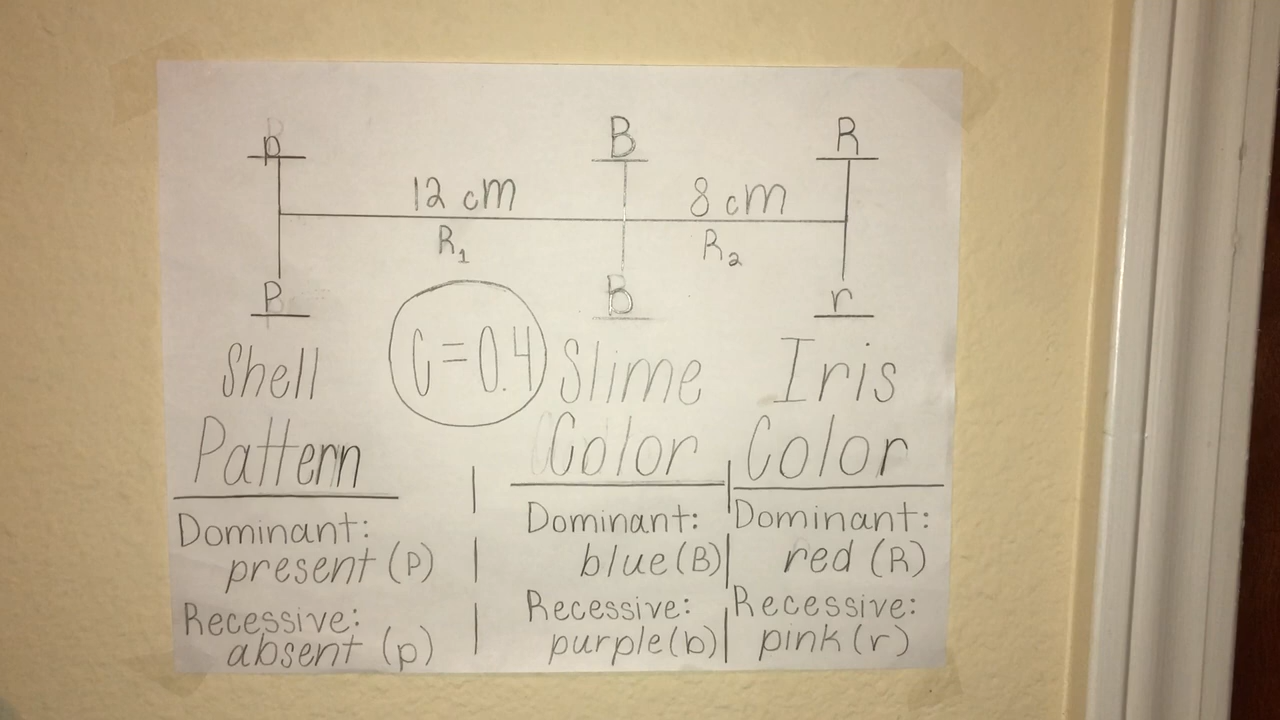 p B R
12 cM 8 cM
R₁ R₂
P B r
C=0.4
Shell Pattern
Dominant: present (P)
Recessive: absent (p)
Slime Color
Dominant: blue (B)
Recessive: purple (b)
Iris Color
Dominant: red (R)
Recessive: pink (r)